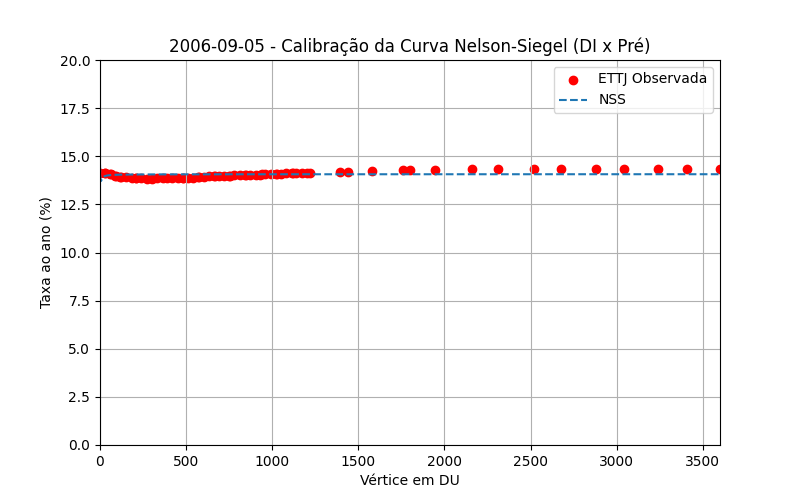 2006-09-05 - Calibração da Curva Nelson-Siegel (DI x Pré)
ETTJ Observada
NSS
Taxa ao ano (%)
20.0
17.5
15.0
12.5
10.0
7.5
5.0
2.5
0.0
0 500 1000 1500 2000 2500 3000 3500
Vértice em DU